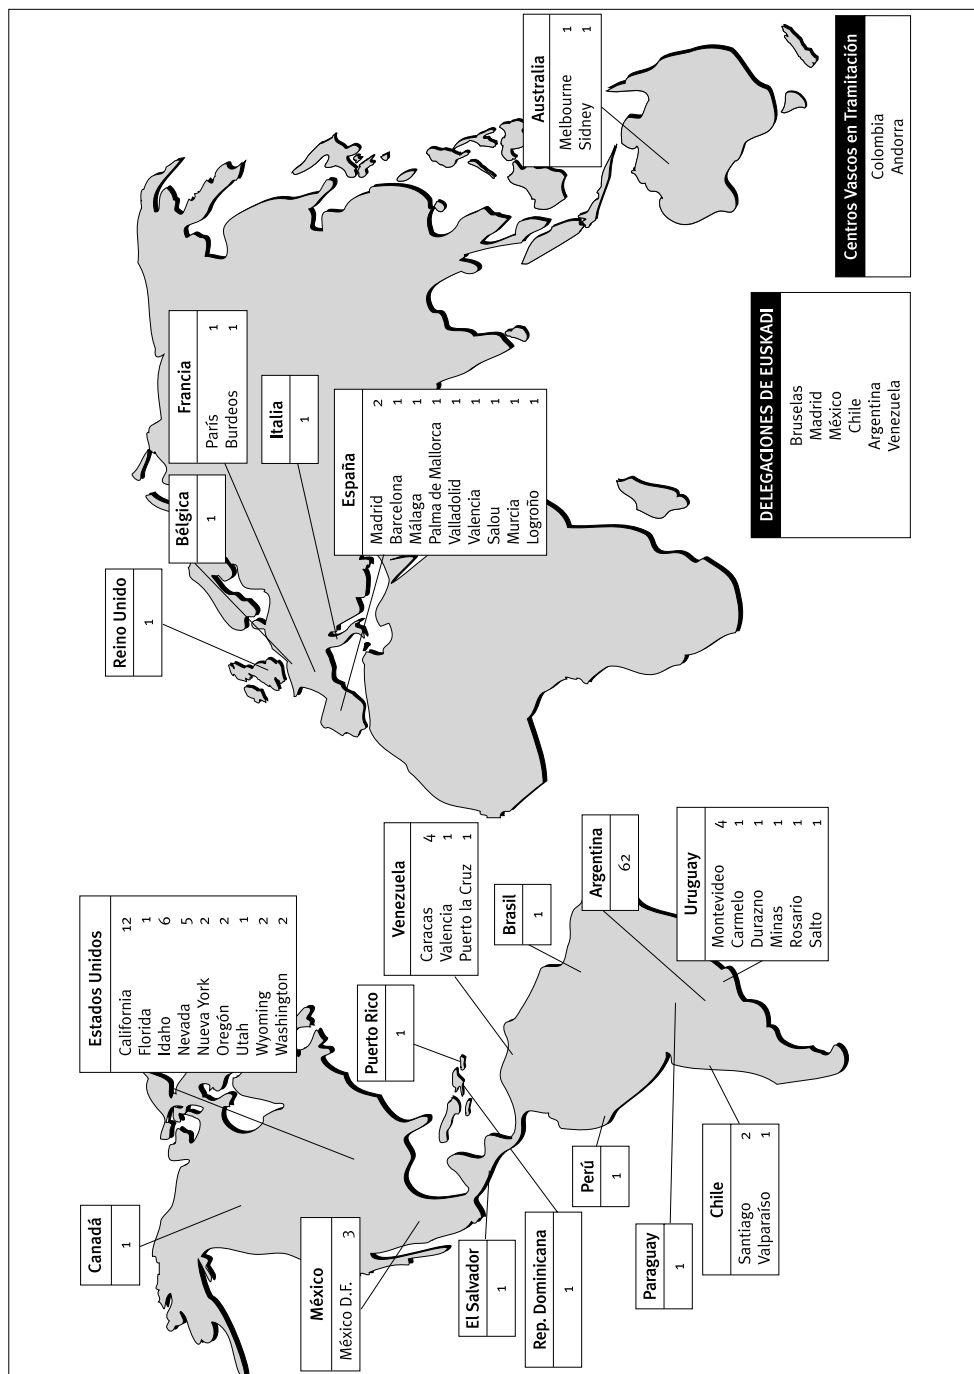 Canadá
1
Estados Unidos
California 12
Florida 1
Idaho 6
Nevada 5
Nueva York 2
Oregón 2
Utah 1
Wyoming 2
Washington 2
México
México D.F. 3
Puerto Rico
1
El Salvador
1
Rep. Dominicana
1
Venezuela
Caracas 4
Valencia 1
Puerto la Cruz 1
Brasil
1
Perú
1
Argentina
62
Paraguay
1
Chile
Santiago 2
Valparaíso 1
Uruguay
Montevideo 4
Carmelo 1
Durazno 1
Minas 1
Rosario 1
Salto 1
Reino Unido
1
Bélgica
1
Francia
París 1
Burdeos 1
Italia
1
España
Madrid 2
Barcelona 1
Málaga 1
Palma de Mallorca 1
Valladolid 1
Valencia 1
Salou 1
Murcia 1
Logroño 1
Australia
Melbourne 1
Sidney 1
DELEGACIONES DE EUSKADI
Bruselas
Madrid
México
Chile
Argentina
Venezuela
Centros Vascos en Tramitación
Colombia
Andorra